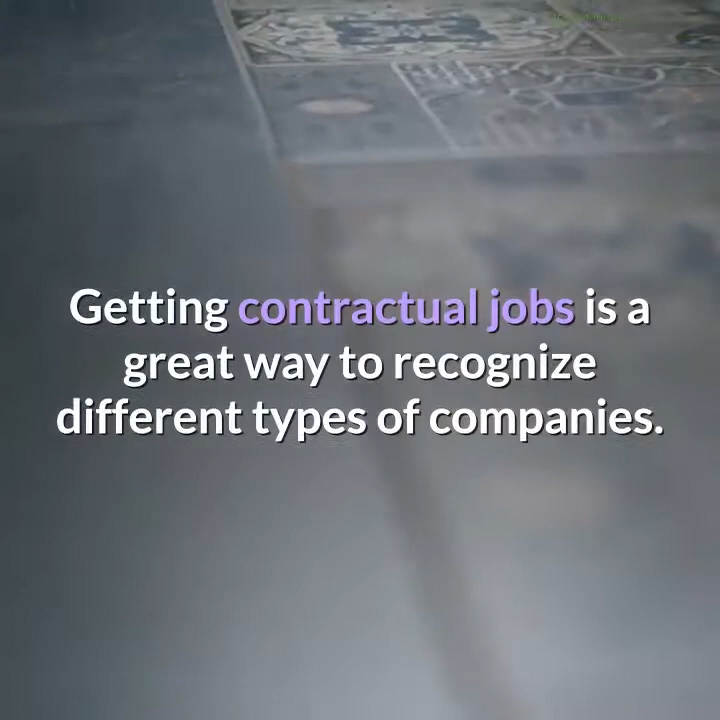 Getting contractual jobs is a
great way to recognize
different types of companies.